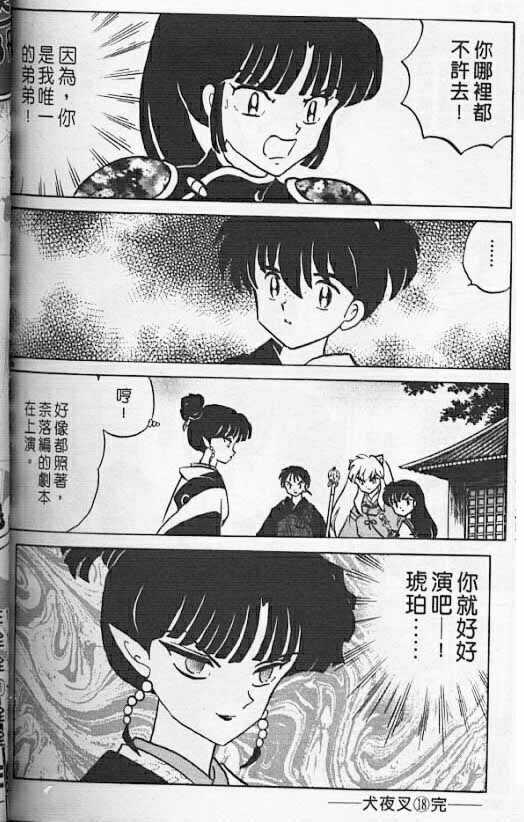 你哪裡都
不許去！
因為，你
是我唯一
的弟弟！
⋯⋯
哼！
好像都照著，
奈落編的劇本
在上演。
你就好好
演吧—！
琥珀⋯⋯
——犬夜叉⑱完——